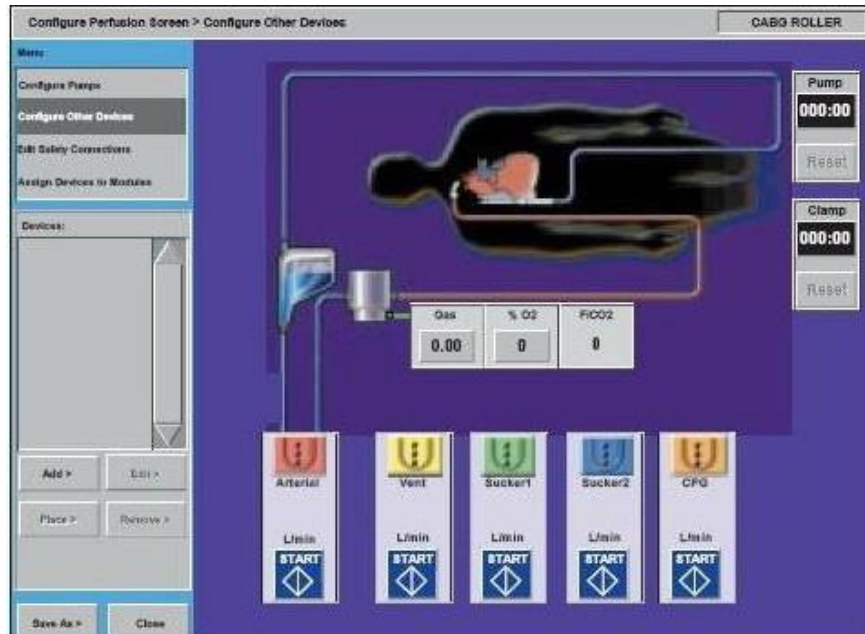 Configure Perfusion Screen > Configure Other Devices
CABG ROLLER
Menu
Configure Pumps
Configure Other Devices
Edit Safety Connections
Assign Devices to Modules
Devices:
Add >
Edit >
Place >
Remove >
Save As >
Close
Pump
000:00
Reset
Clamp
000:00
Reset
Gas
% O2
FiCO2
0.00
0
0
Arterial
Vent
Sucker1
Sucker2
CPG
L/min
L/min
L/min
L/min
L/min
START
START
START
START
START